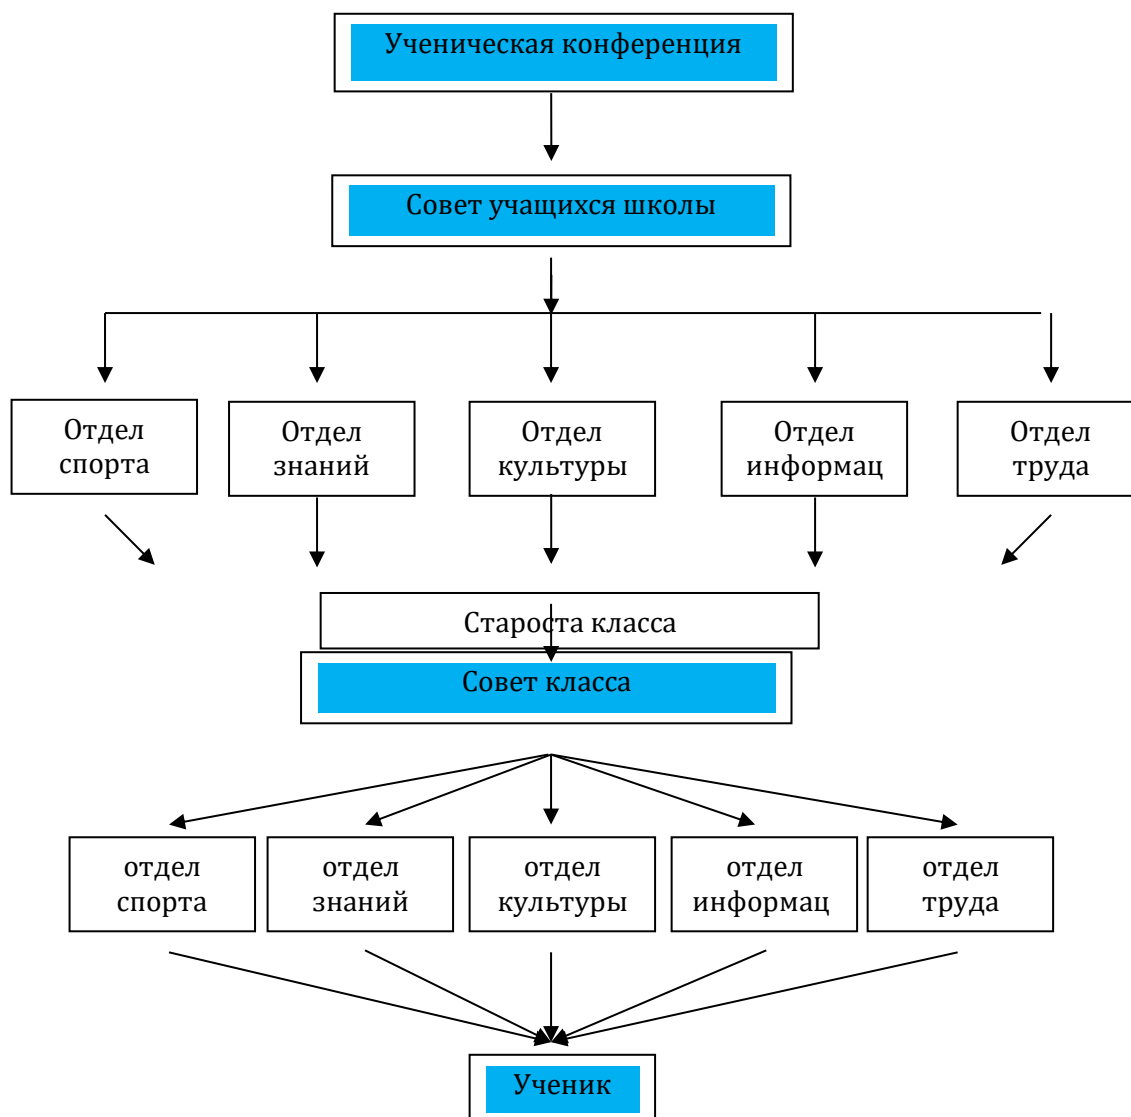 Ученическая конференция
Совет учащихся школы
Отдел
спорта
Отдел
знаний
Отдел
культуры
Отдел
информац
Отдел
труда
Староста класса
Совет класса
отдел
спорта
отдел
знаний
отдел
культуры
отдел
информац
отдел
труда
Ученик